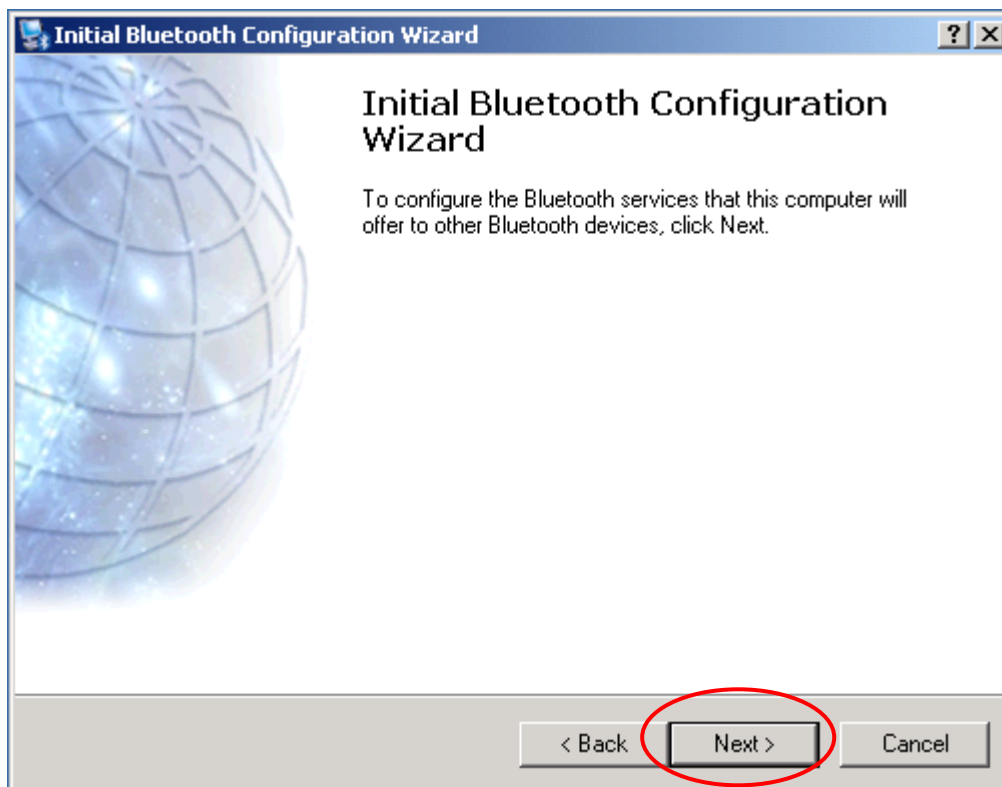 Initial Bluetooth Configuration Wizard
Initial Bluetooth Configuration
Wizard
To configure the Bluetooth services that this computer will
offer to other Bluetooth devices, click Next.
< Back Next > Cancel